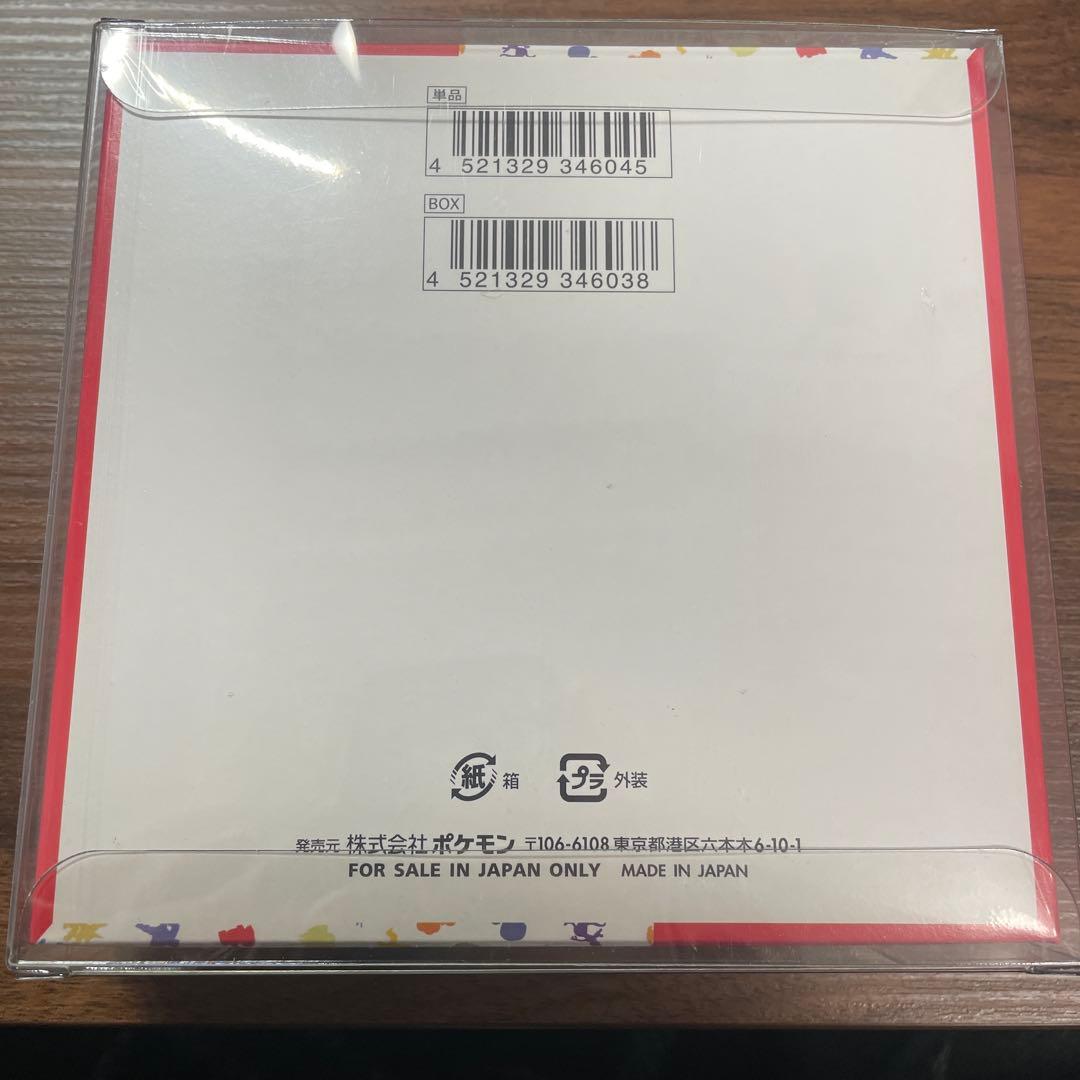 単品
4 521329 346045
BOX
4 521329 346038
紙 箱 プラ 外装
発売元 株式会社ポケモン 〒106-6108 東京都港区六本木6-10-1
FOR SALE IN JAPAN ONLY MADE IN JAPAN